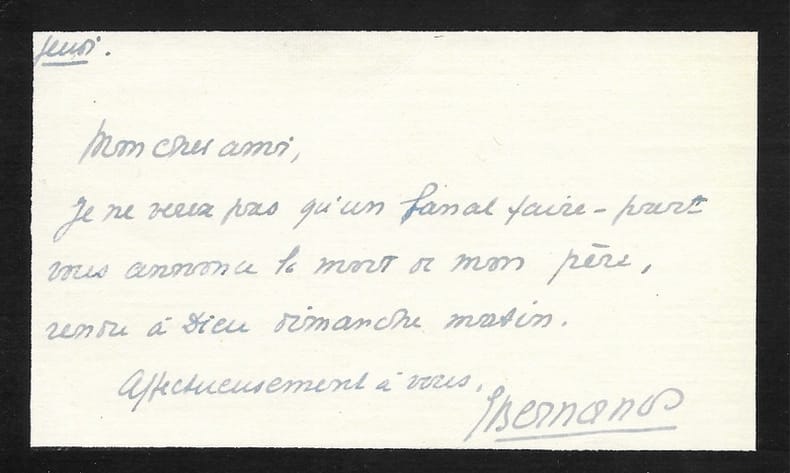 Jeudi.
Mon cher ami,
Je ne veux pas qu'un banal faire-part
vous annonce la mort de mon père,
rendu à Dieu dimanche matin.
Affectueusement à vous.
GBernanos